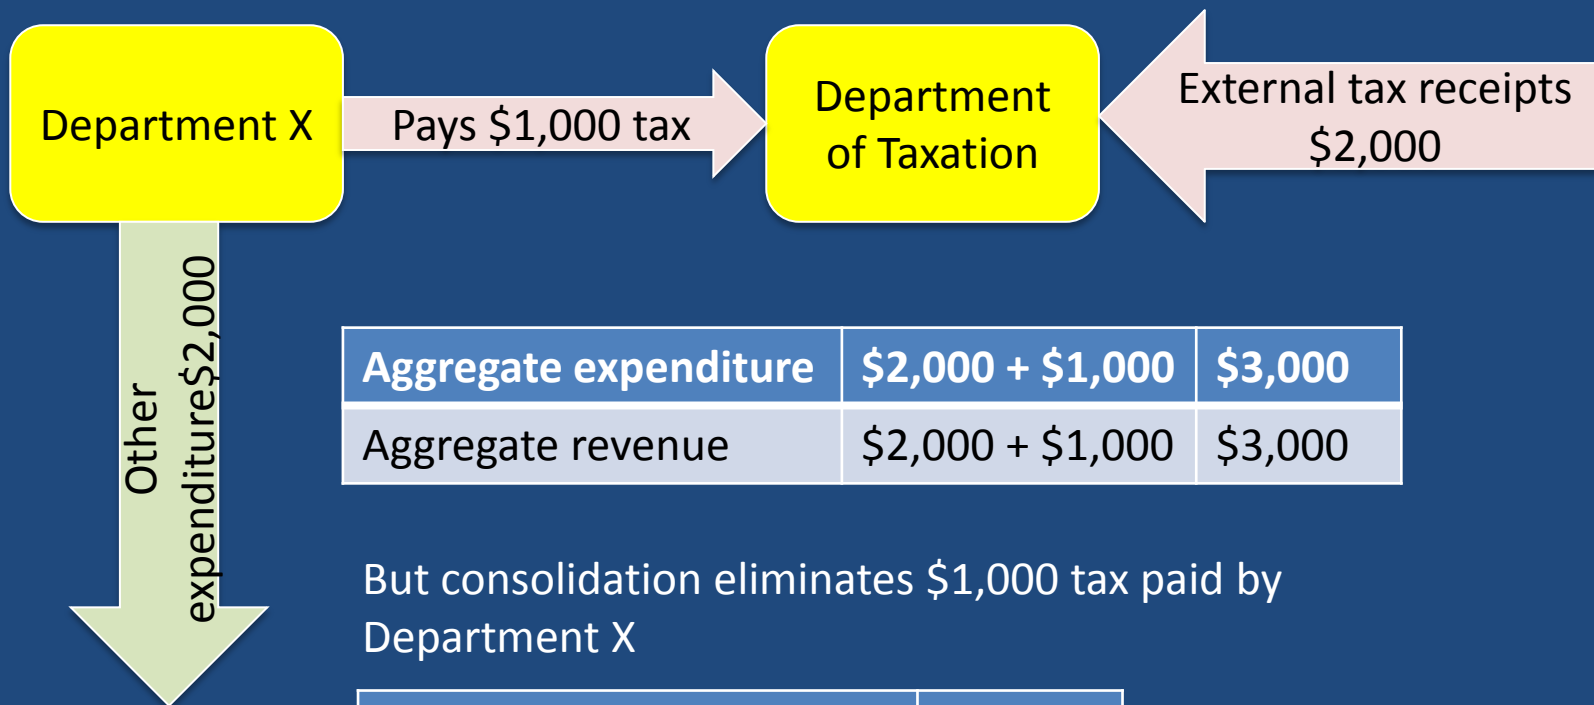 Department X
Pays $1,000 tax
Department
of Taxation
External tax receipts
$2,000
Other
expenditure$2,000
Aggregate expenditure $2,000 + $1,000 $3,000
Aggregate revenue $2,000 + $1,000 $3,000
But consolidation eliminates $1,000 tax paid by
Department X